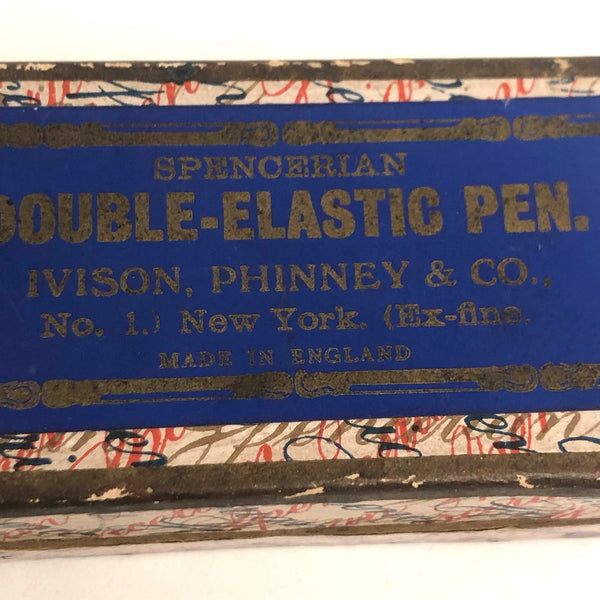 SPENCERIAN
DOUBLE-ELASTIC PEN.
IVISON, PHINNEY & CO.,
No. 1.) New York. (Ex-fine.
MADE IN ENGLAND